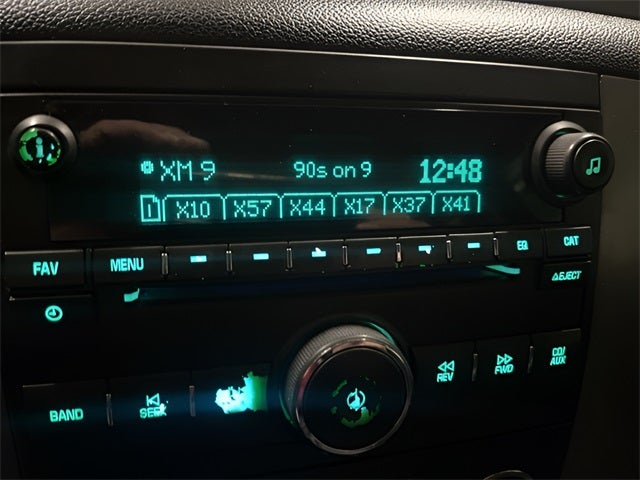 XM 9 90s on 9 12:48
1 X10 X57 X44 X17 X37 X41
FAV MENU EQ CAT
EJECT
BAND SEEK REV FWD CD/
AUX